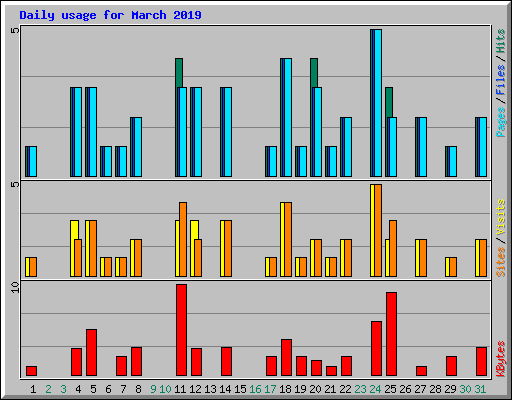 Daily usage for March 2019
5
Pages / Files / Hits
5
Sites / Visits
10
KBytes
1 2 3 4 5 6 7 8 9 10 11 12 13 14 15 16 17 18 19 20 21 22 23 24 25 26 27 28 29 30 31